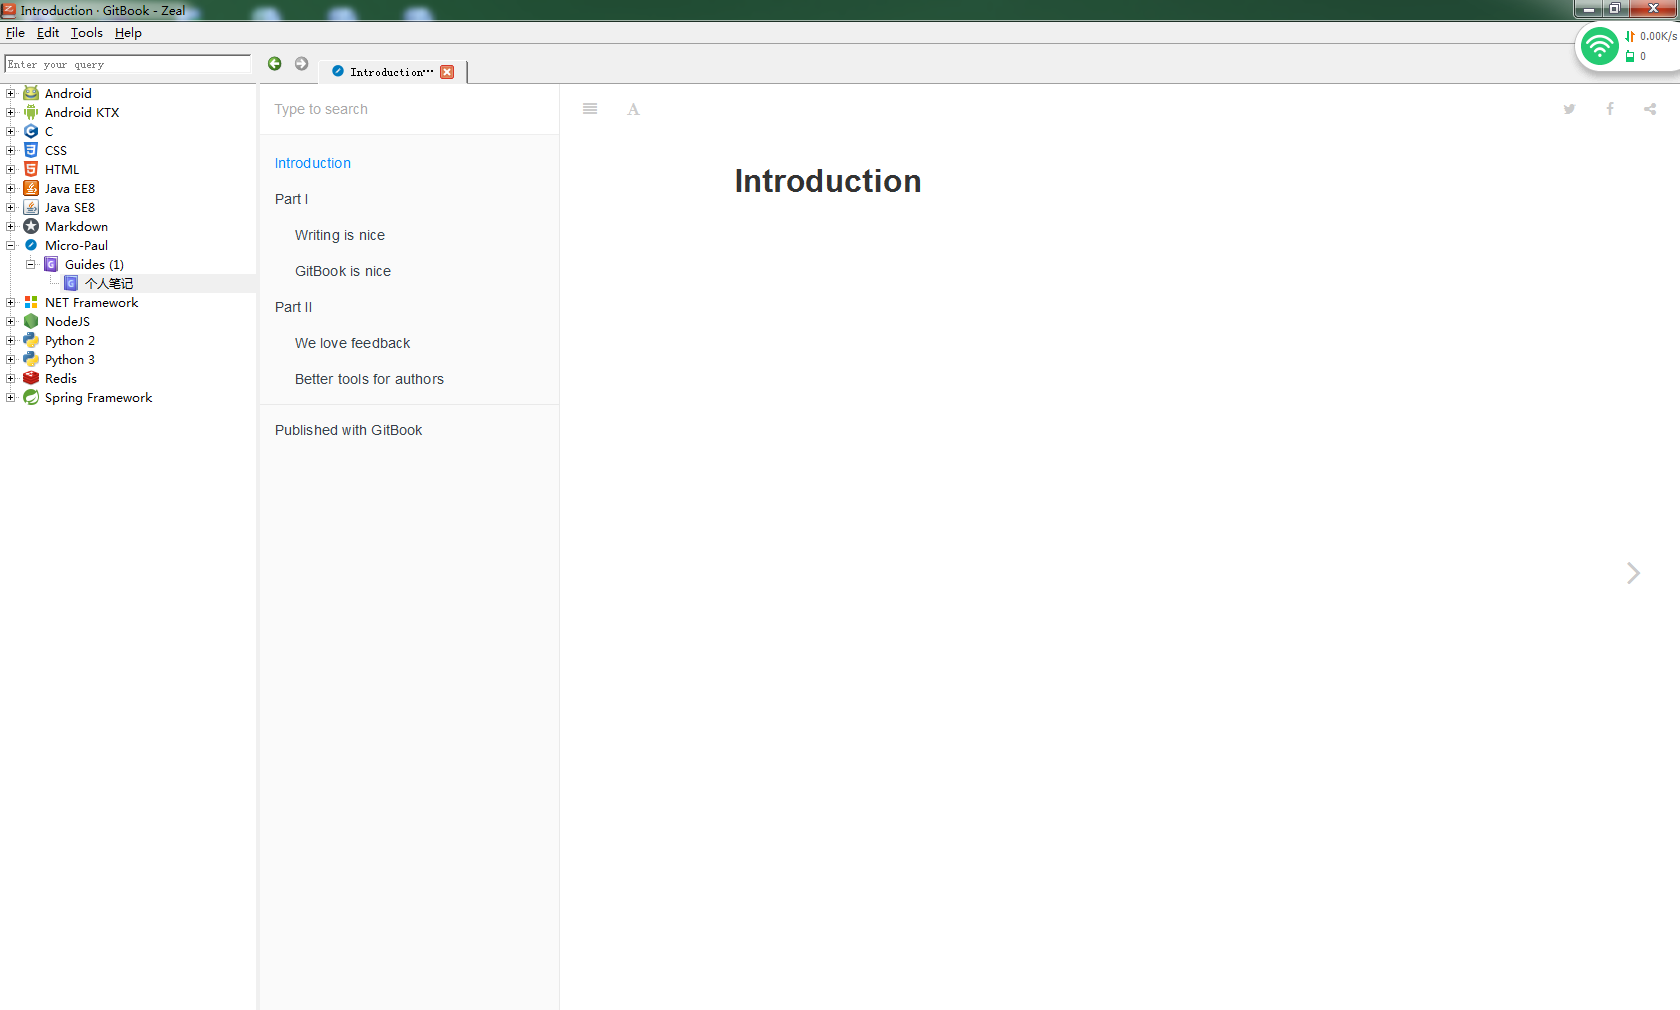 Introduction · GitBook - Zeal
File Edit Tools Help
0.00K/s
0
Enter your query
Introduction···
Android
Android KTX
C
CSS
HTML
Java EE8
Java SE8
Markdown
Micro-Paul
Guides (1)
个人笔记
NET Framework
NodeJS
Python 2
Python 3
Redis
Spring Framework
Type to search
Introduction
Part I
Writing is nice
GitBook is nice
Part II
We love feedback
Better tools for authors
Published with GitBook
A
Introduction